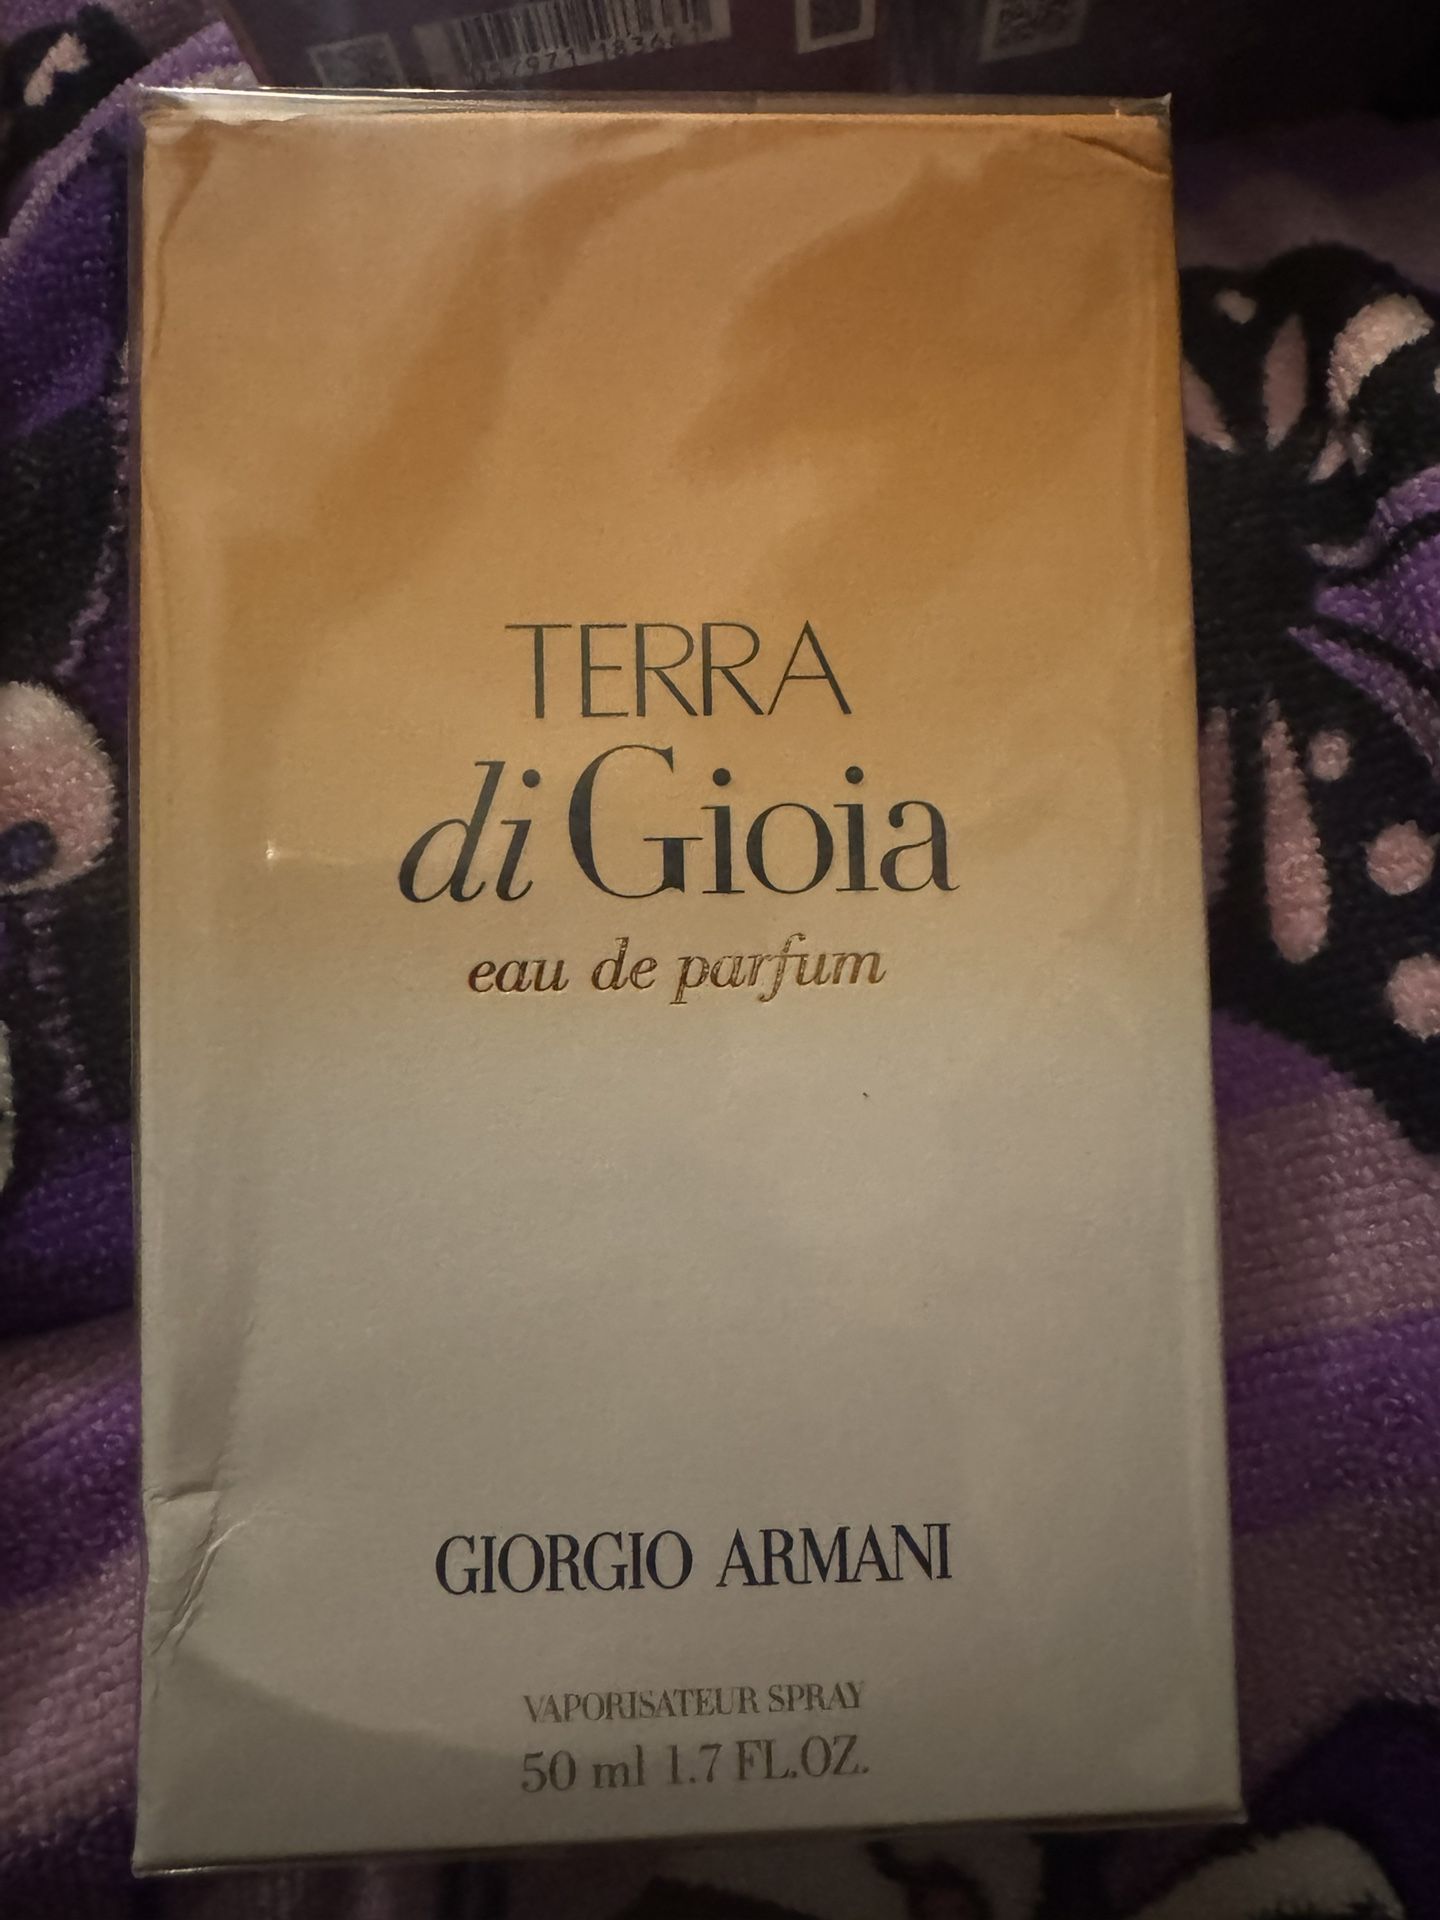 TERRA
di Gioia
eau de parfum
GIORGIO ARMANI
VAPORISATEUR SPRAY
50 ml 1.7 FL.OZ.